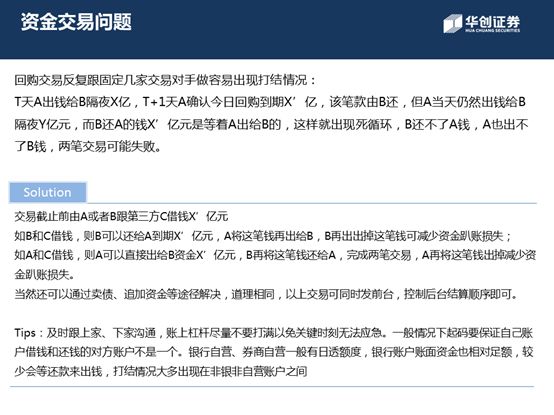 资金交易问题
华创证券
HUA CHUANG SECURITIES
回购交易反复跟固定几家交易对手做容易出现打结情况：
T天A出钱给B隔夜X亿，T+1天A确认今日回购到期X’亿，该笔款由B还，但A当天仍然出钱给B
隔夜Y亿元，而B还A的钱X’亿元是等着A出给B的，这样就出现死循环，B还不了A钱，A也出不
了B钱，两笔交易可能失败。
Solution
交易截止前由A或者B跟第三方C借钱X’亿元
如B和C借钱，则B可以还给A到期X’亿元，A将这笔钱再出给B，B再出出掉这笔钱可减少资金趴账损失；
如A和C借钱，则A可以直接出给B资金X’亿元，B再将这笔钱还给A，完成两笔交易，A再将这笔钱出掉减少资
金趴账损失。
当然还可以通过卖债、追加资金等途径解决，道理相同，以上交易可同时发前台，控制后台结算顺序即可。
Tips：及时跟上家、下家沟通，账上杠杆尽量不要打满以免关键时刻无法应急。一般情况下起码要保证自己账
户借钱和还钱的对方账户不是一个。银行自营、券商自营一般有日透额度，银行账户账面资金也相对足额，较
少会等还款来出钱，打结情况大多出现在非银非自营账户之间